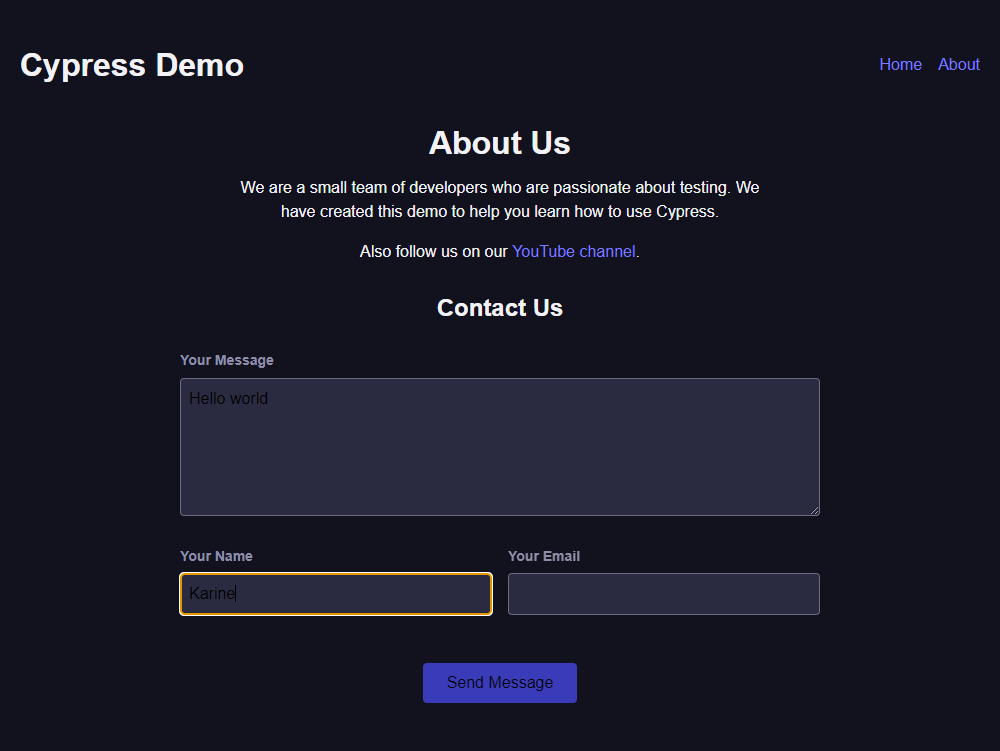 Cypress Demo
Home About
About Us
We are a small team of developers who are passionate about testing. We
have created this demo to help you learn how to use Cypress.
Also follow us on our YouTube channel.
Contact Us
Your Message
Hello world
Your Name
Your Email
Karine
Send Message